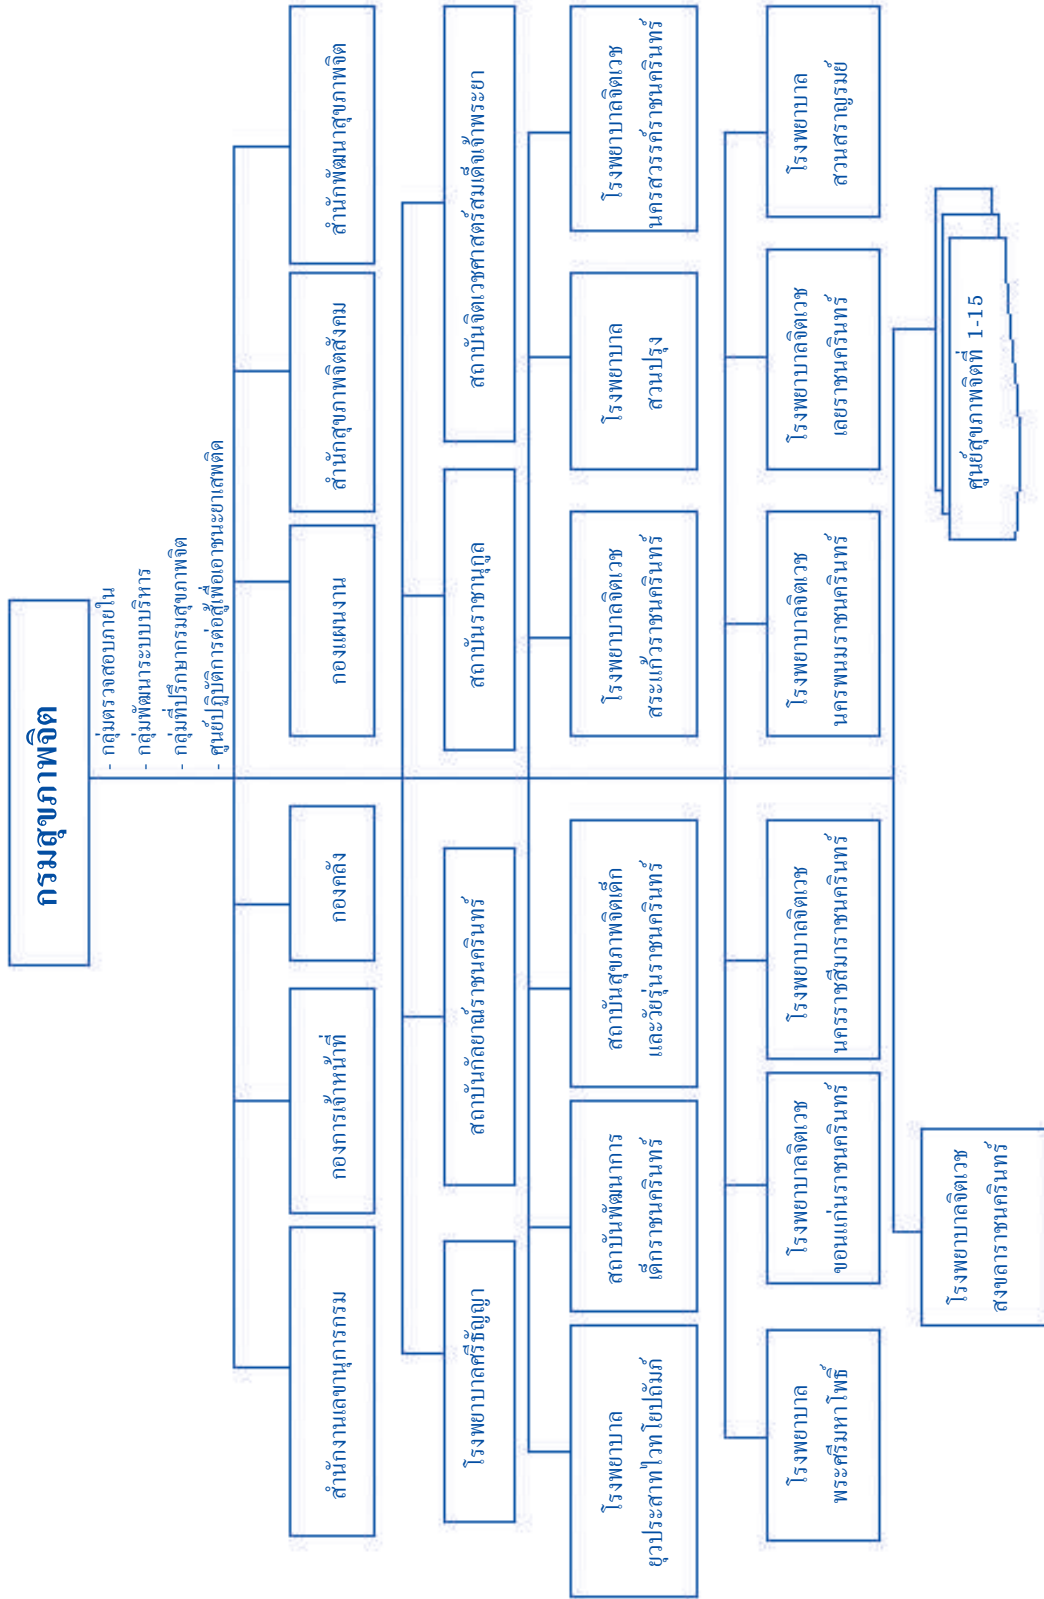 กรมสุขภาพจิต
- กลุ่มตรวจสอบภายใน
- กลุ่มพัฒนาระบบบริหาร
- กลุ่มที่ปรึกษากรมสุขภาพจิต
- ศูนย์ปฏิบัติการต่อสู้เพื่อเอาชนะยาเสพติด
สำนักงานเลขานุการกรม
กองการเจ้าหน้าที่
กองคลัง
กองแผนงาน
สำนักสุขภาพจิตสังคม
สำนักพัฒนาสุขภาพจิต
โรงพยาบาลศรีธัญญา
สถาบันกัลยาณ์ราชนครินทร์
สถาบันราชานุกูล
สถาบันจิตเวชศาสตร์สมเด็จเจ้าพระยา
โรงพยาบาล
ยุวประสาทไวทโยปถัมภ์
สถาบันพัฒนาการ
เด็กราชนครินทร์
สถาบันสุขภาพจิตเด็ก
และวัยรุ่นราชนครินทร์
โรงพยาบาลจิตเวช
สระแก้วราชนครินทร์
โรงพยาบาล
สวนปรุง
โรงพยาบาลจิตเวช
นครสวรรค์ราชนครินทร์
โรงพยาบาล
พระศรีมหาโพธิ์
โรงพยาบาลจิตเวช
ขอนแก่นราชนครินทร์
โรงพยาบาลจิตเวช
นครราชสีมาราชนครินทร์
โรงพยาบาลจิตเวช
นครพนมราชนครินทร์
โรงพยาบาลจิตเวช
เลยราชนครินทร์
โรงพยาบาล
สวนสราญรมย์
โรงพยาบาลจิตเวช
สงขลาราชนครินทร์
ศูนย์สุขภาพจิตที่ 1-15